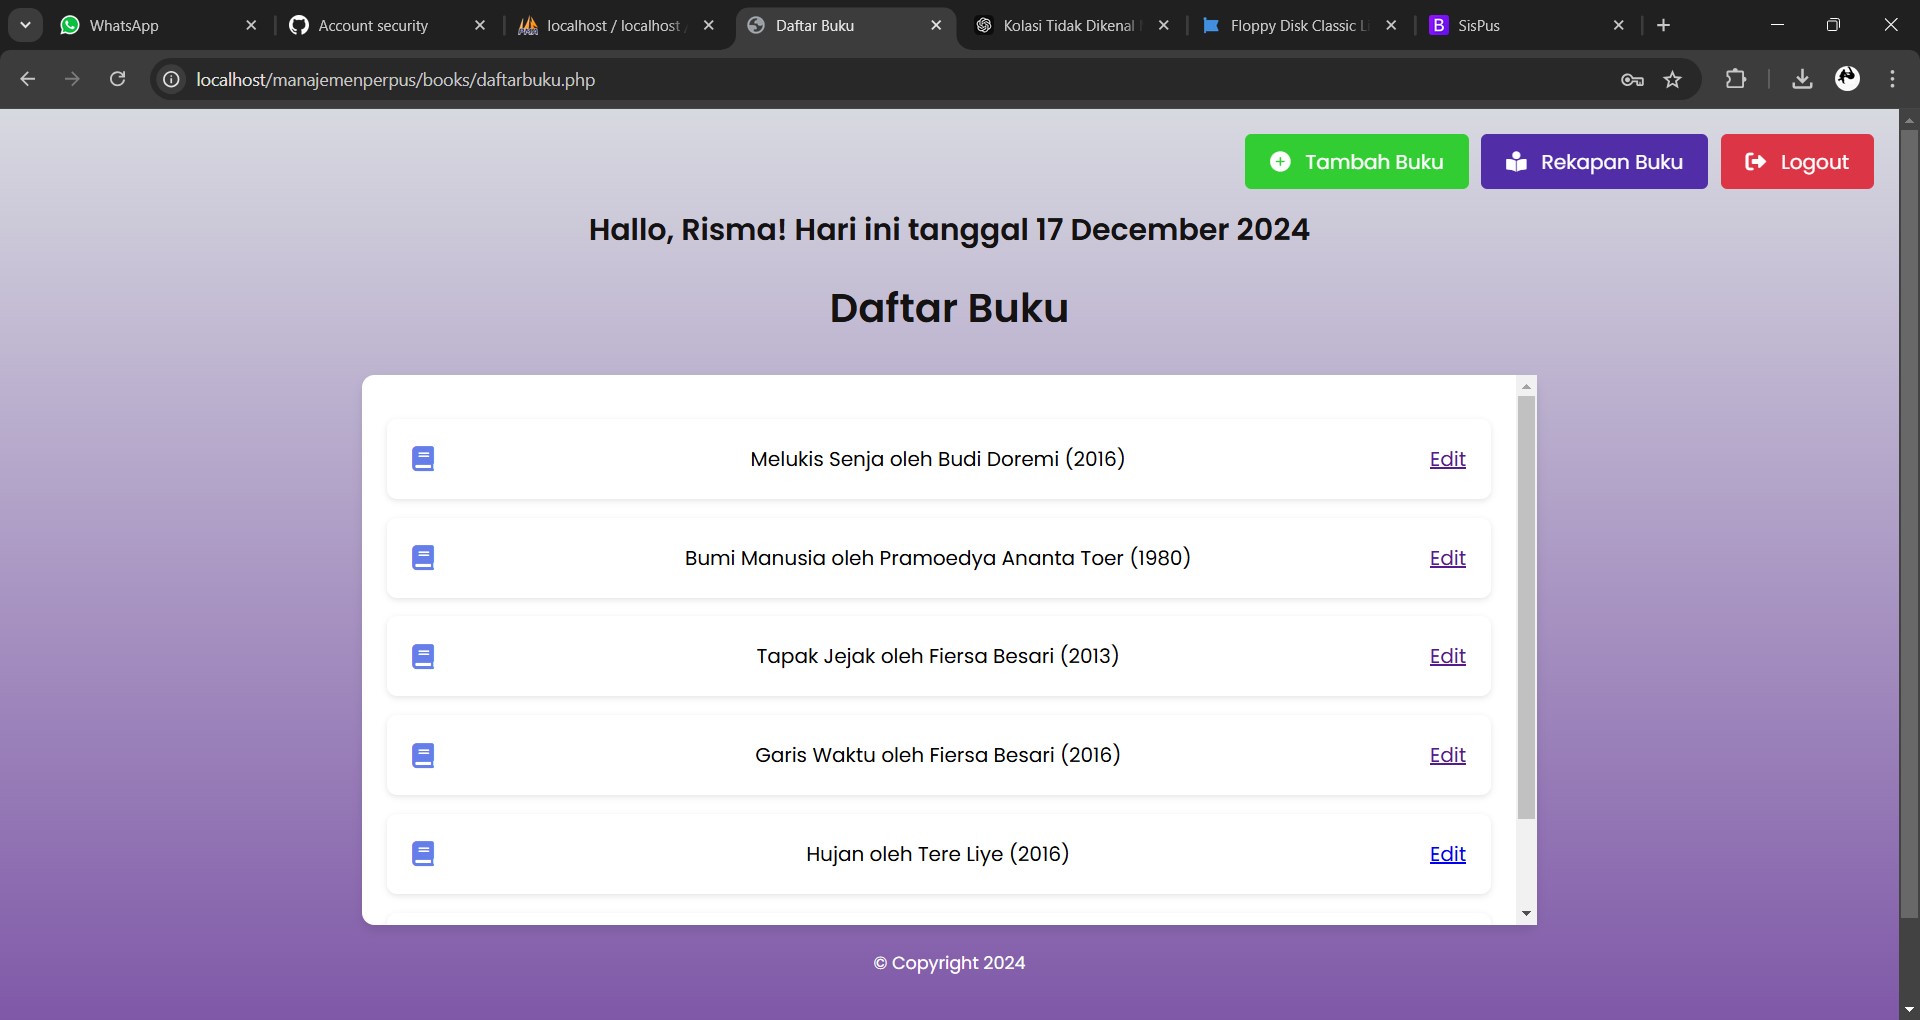 WhatsApp
Account security
localhost / localhost /
Daftar Buku
Kolasi Tidak Dikenal
Floppy Disk Classic
SisPus
localhost/manajemenperpus/books/daftarbuku.php
Tambah Buku
Rekapan Buku
Logout
Hallo, Risma! Hari ini tanggal 17 December 2024
Daftar Buku
Melukis Senja oleh Budi Doremi (2016) Edit
Bumi Manusia oleh Pramoedya Ananta Toer (1980) Edit
Tapak Jejak oleh Fiersa Besari (2013) Edit
Garis Waktu oleh Fiersa Besari (2016) Edit
Hujan oleh Tere Liye (2016) Edit
© Copyright 2024